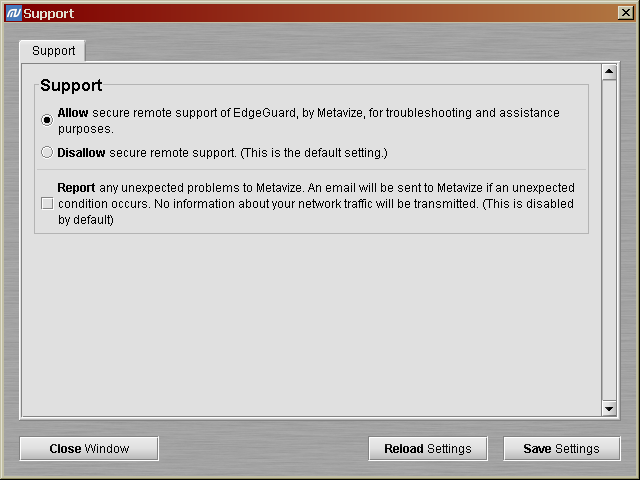 Support
Support
Support
Allow secure remote support of EdgeGuard, by Metavize, for troubleshooting and assistance
purposes.
Disallow secure remote support. (This is the default setting.)
Report any unexpected problems to Metavize. An email will be sent to Metavize if an unexpected
condition occurs. No information about your network traffic will be transmitted. (This is disabled
by default)
Close Window
Reload Settings
Save Settings